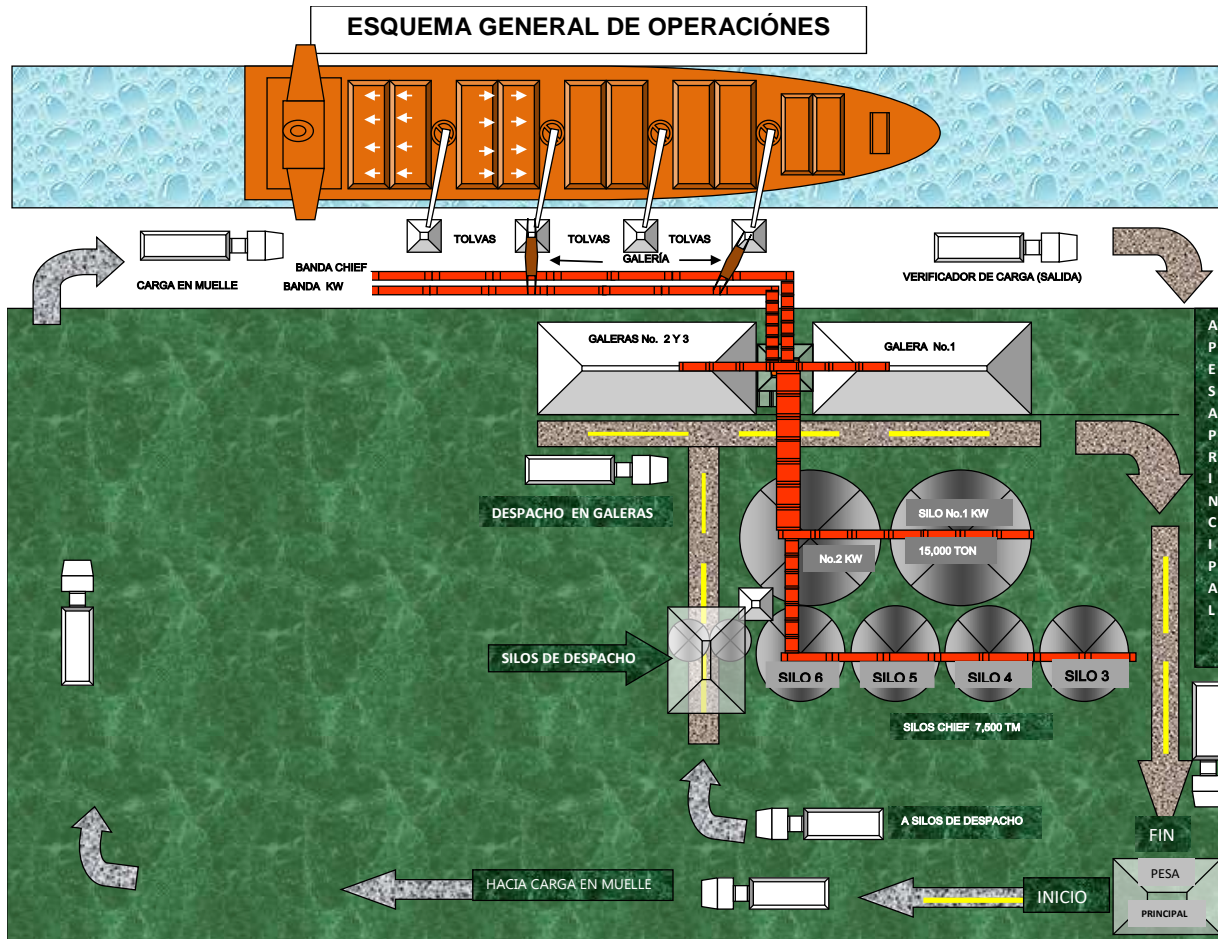 ESQUEMA GENERAL DE OPERACIÓNES
TOLVAS
TOLVAS
TOLVAS
GALERÍA
BANDA CHIEF
BANDA KW
CARGA EN MUELLE
VERIFICADOR DE CARGA (SALIDA)
GALERAS No. 2 Y 3
GALERA No.1
A PESA PRINCIPAL
DESPACHO EN GALERAS
SILO No.1 KW
15,000 TON
No.2 KW
SILOS DE DESPACHO
SILO 6
SILO 5
SILO 4
SILO 3
SILOS CHIEF 7,500 TM
A SILOS DE DESPACHO
FIN
HACIA CARGA EN MUELLE
INICIO
PESA
PRINCIPAL